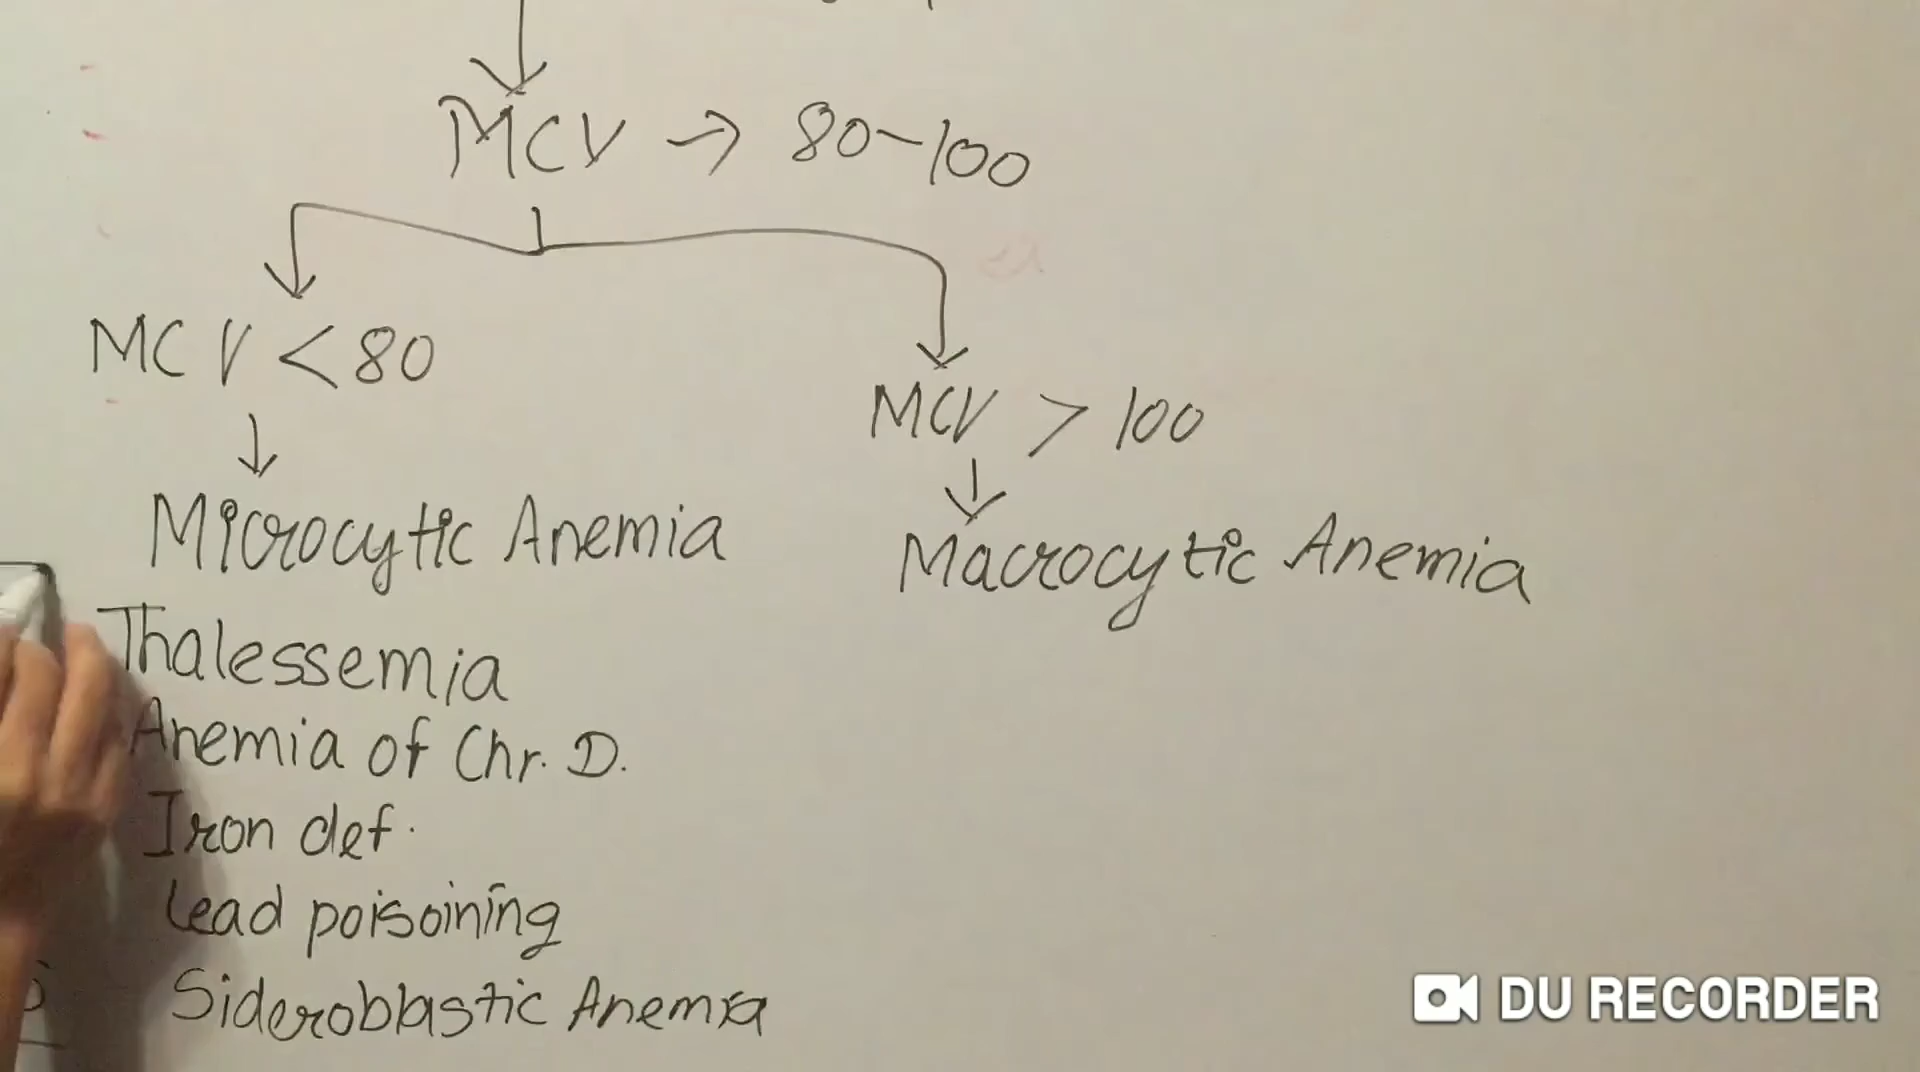 MCV → 80-100
MCV < 80
MCV > 100
Microcytic Anemia
Macrocytic Anemia
Thalessemia
Anemia of Chr. D.
Iron def.
Lead poisoining
Sideroblastic Anemia
DU RECORDER